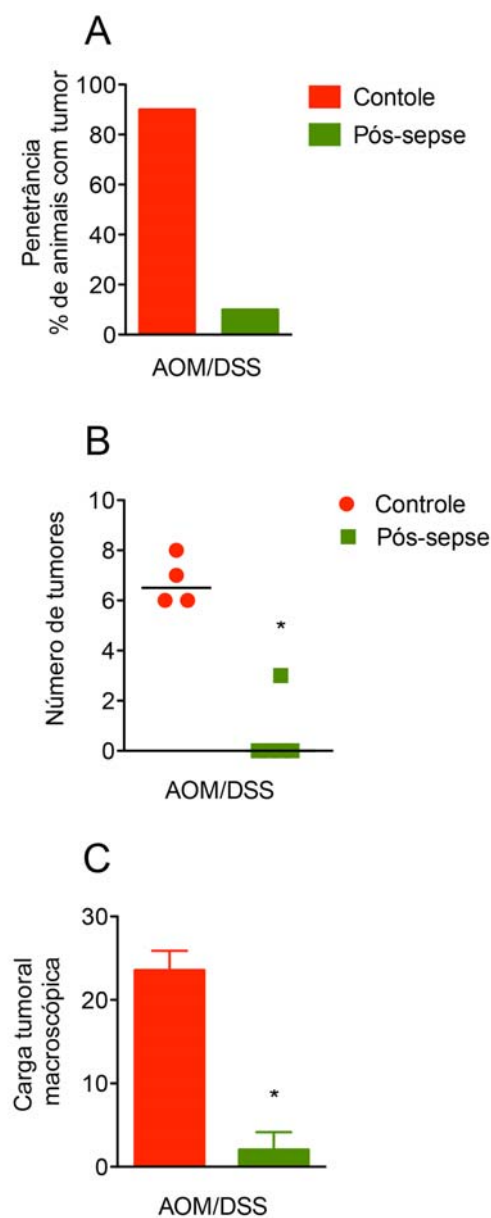 A
Penetrância
% de animais com tumor
100
80
60
40
20
0
AOM/DSS
Contole
Pós-sepse
B
Número de tumores
10
8
6
4
2
0
*
AOM/DSS
Controle
Pós-sepse
C
Carga tumoral
macroscópica
30
20
10
0
*
AOM/DSS